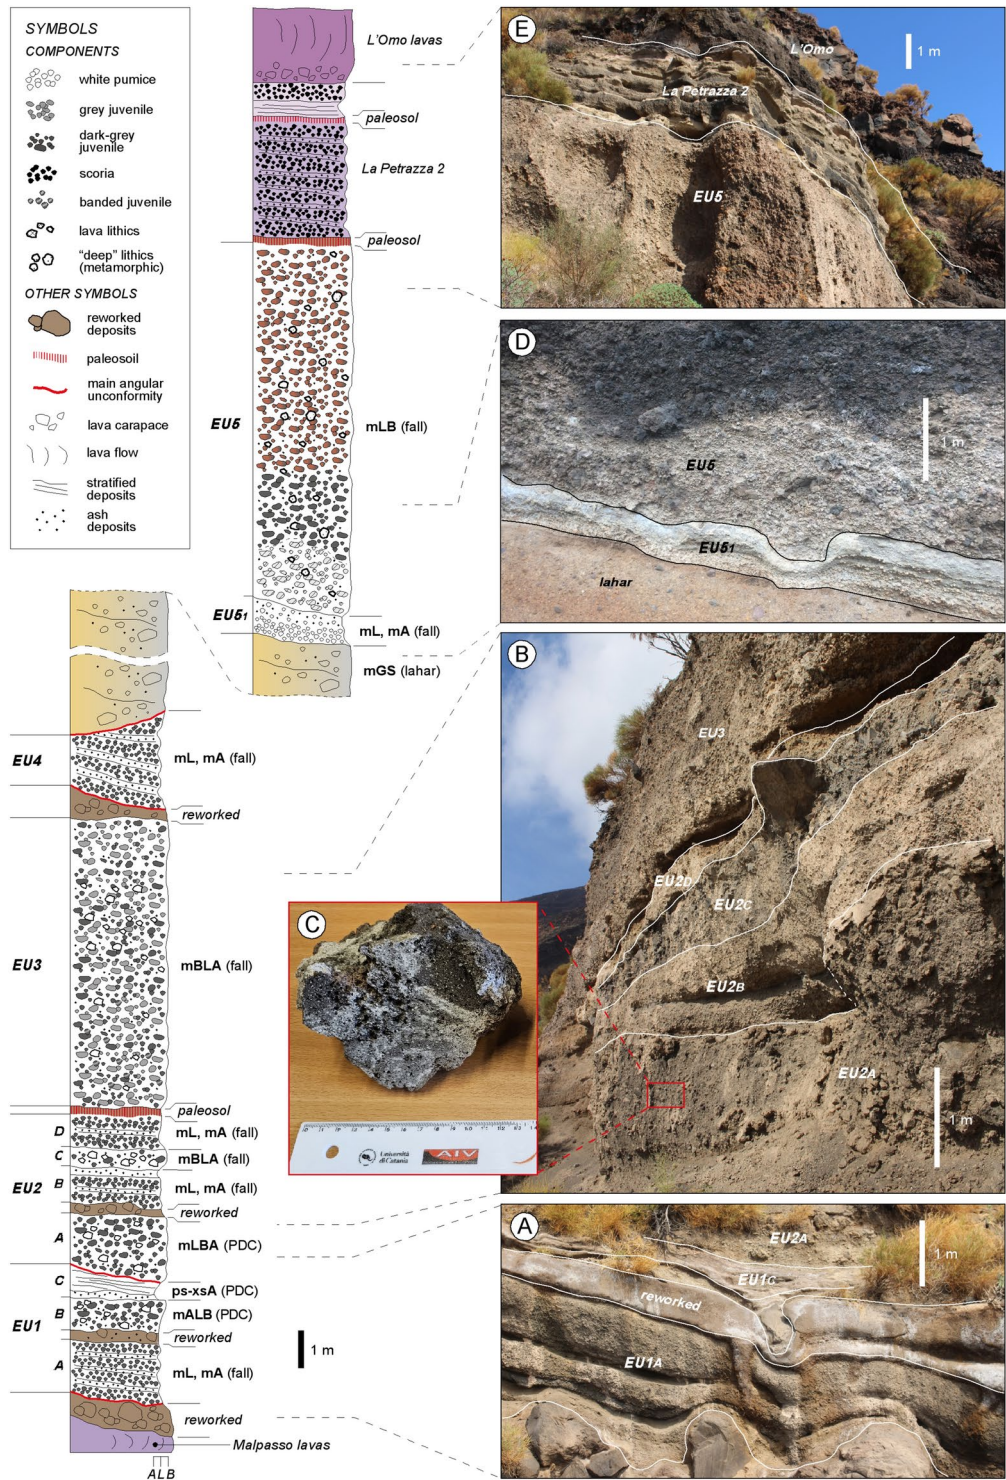 SYMBOLS
COMPONENTS
white pumice
grey juvenile
dark-grey
juvenile
scoria
banded juvenile
lava lithics
"deep" lithics
(metamorphic)
OTHER SYMBOLS
reworked
deposits
paleosoil
main angular
unconformity
lava carapace
lava flow
stratified
deposits
ash
deposits
L'Omo lavas
paleosol
La Petrazza 2
paleosol
EU5
mLB (fall)
EU51
mL, mA (fall)
mGS (lahar)
EU4
mL, mA (fall)
reworked
EU3
mBLA (fall)
paleosol
D
mL, mA (fall)
C
mBLA (fall)
EU2
B
mL, mA (fall)
reworked
A
mLBA (PDC)
C
ps-xsA (PDC)
EU1
B
mALB (PDC)
reworked
A
mL, mA (fall)
1 m
reworked
Malpasso lavas
ALB
E
L'Omo
1 m
La Petrazza 2
EU5
D
1 m
EU5
EU51
lahar
B
EU3
EU2D
EU2C
EU2B
EU2A
1 m
C
Università
di Catania
AIV
A
EU2A
1 m
EU1C
reworked
EU1A